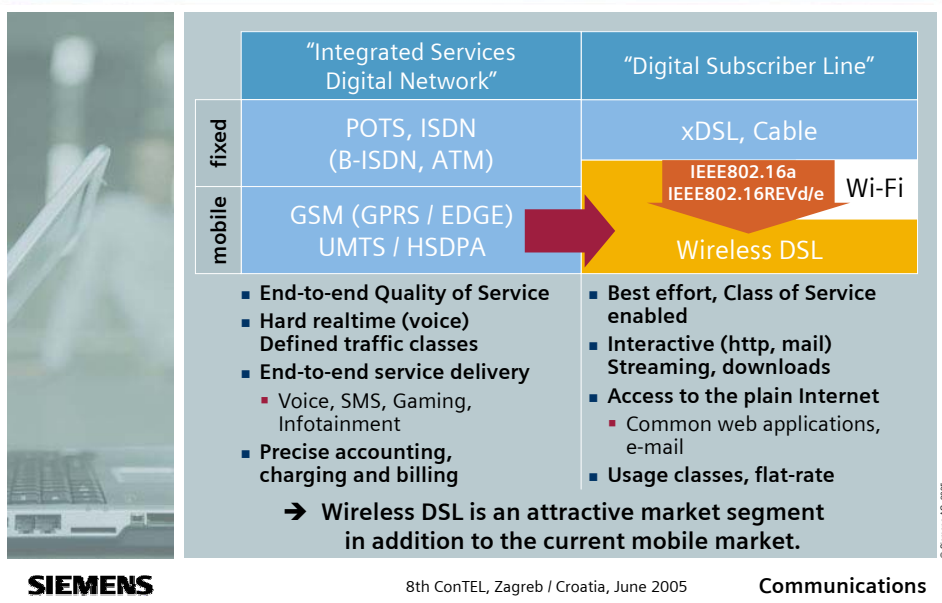 “Integrated Services
Digital Network”
“Digital Subscriber Line”
fixed
POTS, ISDN
(B-ISDN, ATM)
xDSL, Cable
IEEE802.16a
IEEE802.16REVd/e
Wi-Fi
mobile
GSM (GPRS / EDGE)
UMTS / HSDPA
Wireless DSL
▪ End-to-end Quality of Service
▪ Hard realtime (voice)
Defined traffic classes
▪ End-to-end service delivery
▪ Voice, SMS, Gaming,
Infotainment
▪ Precise accounting,
charging and billing
▪ Best effort, Class of Service
enabled
▪ Interactive (http, mail)
Streaming, downloads
▪ Access to the plain Internet
▪ Common web applications,
e-mail
▪ Usage classes, flat-rate
➔ Wireless DSL is an attractive market segment
in addition to the current mobile market.
SIEMENS
8th ConTEL, Zagreb / Croatia, June 2005
Communications